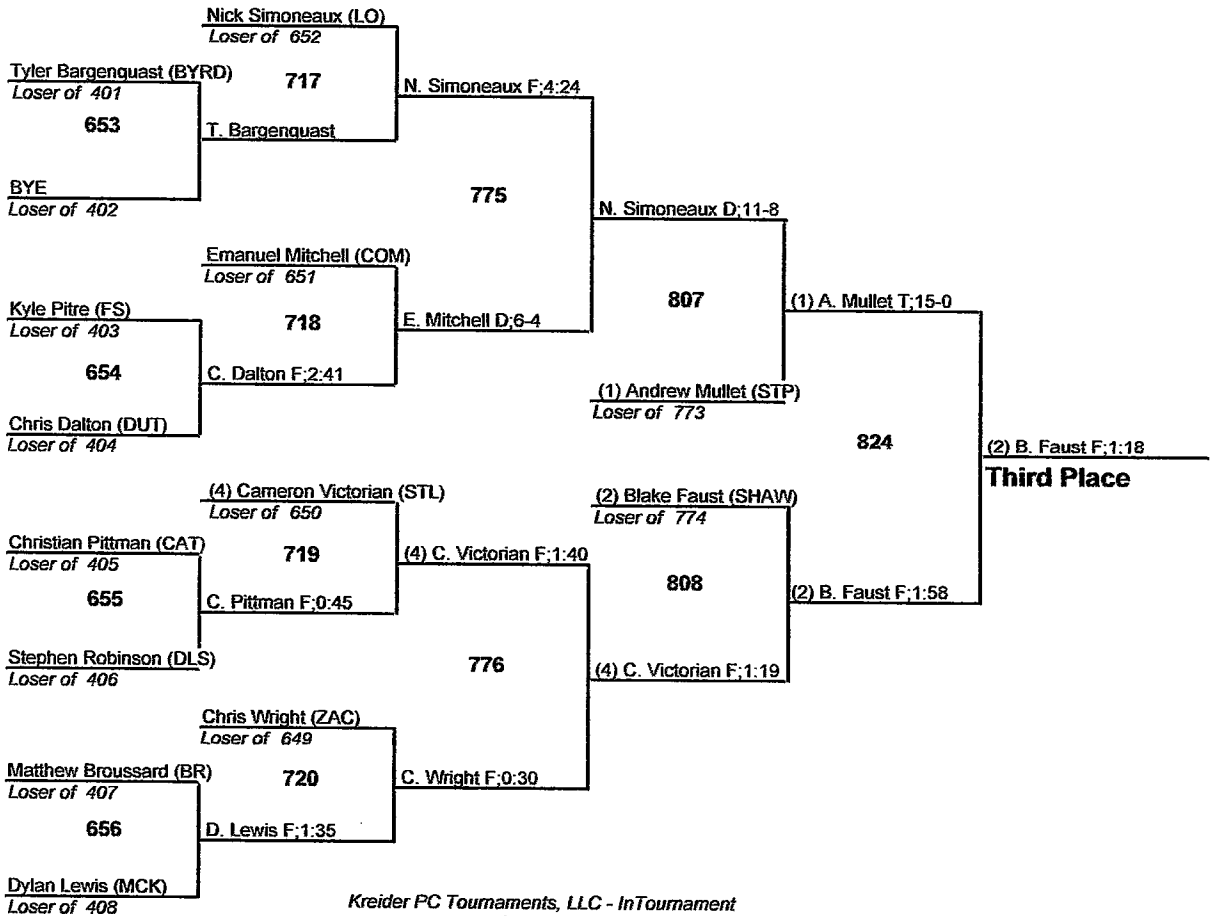 Nick Simoneaux (LO)
Loser of 652
Tyler Bargenquast (BYRD)
Loser of 401
717
N. Simoneaux F;4:24
653
T. Bargenquast
BYE
Loser of 402
775
N. Simoneaux D;11-8
Emanuel Mitchell (COM)
Loser of 651
Kyle Pitre (FS)
Loser of 403
718
E. Mitchell D;6-4
807
(1) A. Mullet T;15-0
654
C. Dalton F;2:41
(1) Andrew Mullet (STP)
Loser of 773
Chris Dalton (DUT)
Loser of 404
824
(2) B. Faust F;1:18
Third Place
(4) Cameron Victorian (STL)
Loser of 650
(2) Blake Faust (SHAW)
Loser of 774
Christian Pittman (CAT)
Loser of 405
719
(4) C. Victorian F;1:40
808
655
C. Pittman F;0:45
(2) B. Faust F;1:58
Stephen Robinson (DLS)
Loser of 406
776
(4) C. Victorian F;1:19
Chris Wright (ZAC)
Loser of 649
Matthew Broussard (BR)
Loser of 407
720
C. Wright F;0:30
656
D. Lewis F;1:35
Dylan Lewis (MCK)
Loser of 408
Kreider PC Tournaments, LLC - InTournament